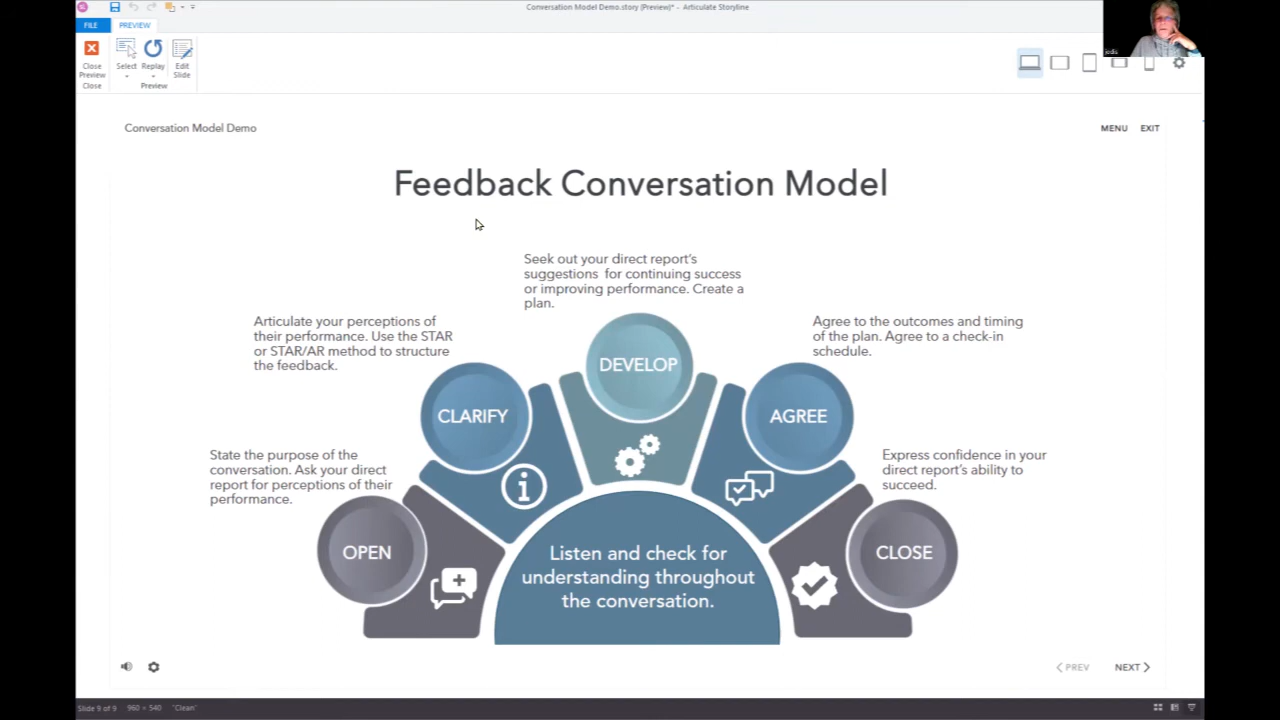 Conversation Model Demo.story (Preview)* - Articulate Storyline
FILE
PREVIEW
Close
Preview
Select
Replay
Edit
Slide
Close
Preview
jodis
Conversation Model Demo
MENU
EXIT
Feedback Conversation Model
Seek out your direct report's
suggestions for continuing success
or improving performance. Create a
plan.
Articulate your perceptions of
their performance. Use the STAR
or STAR/AR method to structure
the feedback.
Agree to the outcomes and timing
of the plan. Agree to a check-in
schedule.
DEVELOP
CLARIFY
AGREE
State the purpose of the
conversation. Ask your direct
report for perceptions of their
performance.
Express confidence in your
direct report's ability to
succeed.
OPEN
CLOSE
Listen and check for
understanding throughout
the conversation.
PREV
NEXT
Slide 9 of 9
960 × 540
"Clean"